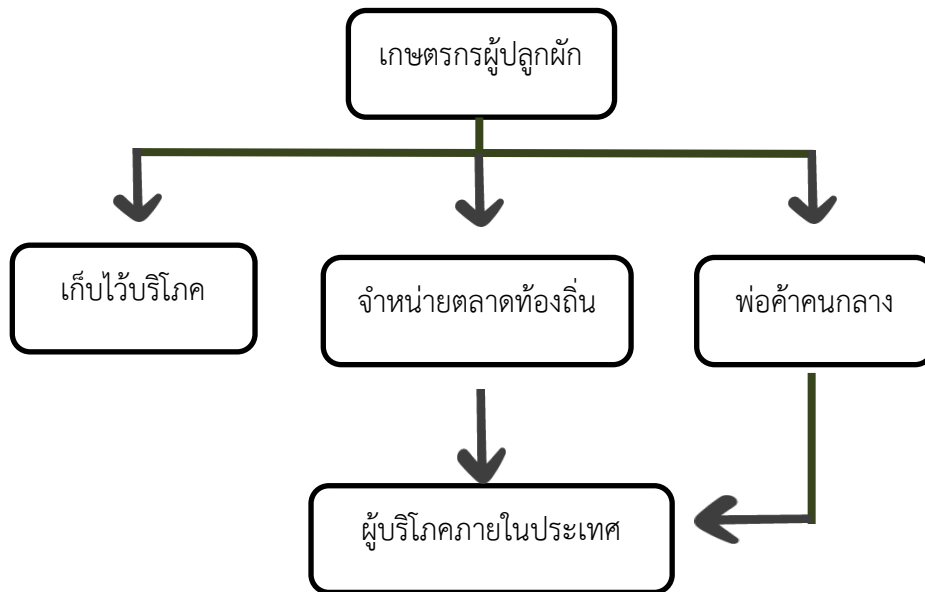 เกษตรกรผู้ปลูกผัก
เก็บไว้บริโภค
จำหน่ายตลาดท้องถิ่น
พ่อค้าคนกลาง
ผู้บริโภคภายในประเทศ